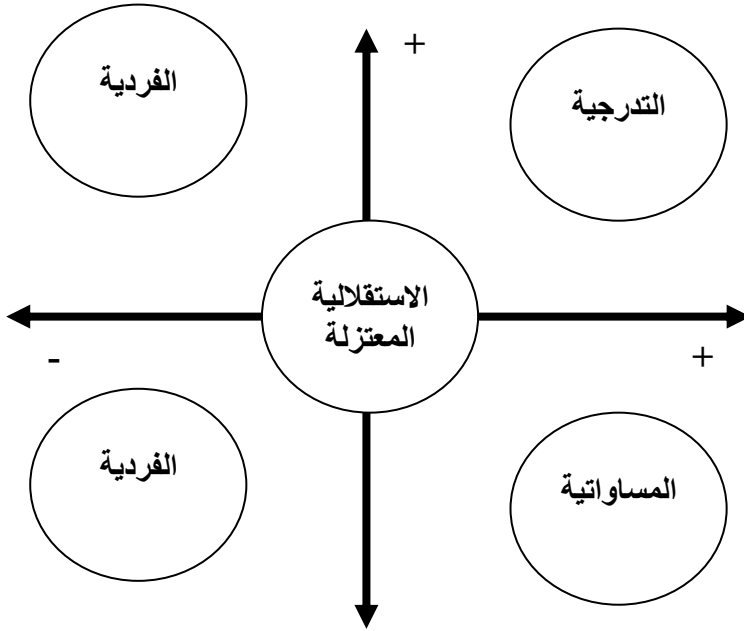 +
الفردية
التدرجية
الاستقلالية
المعتزلة
-
+
الفردية
المساواتية